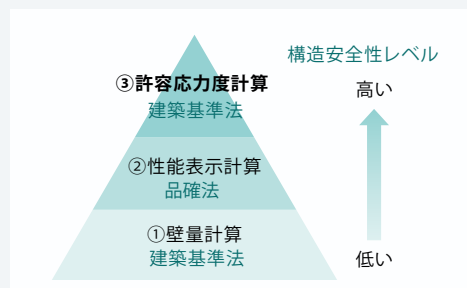 構造安全性レベル
③許容応力度計算
高い
建築基準法
②性能表示計算
品確法
①壁量計算
建築基準法
低い